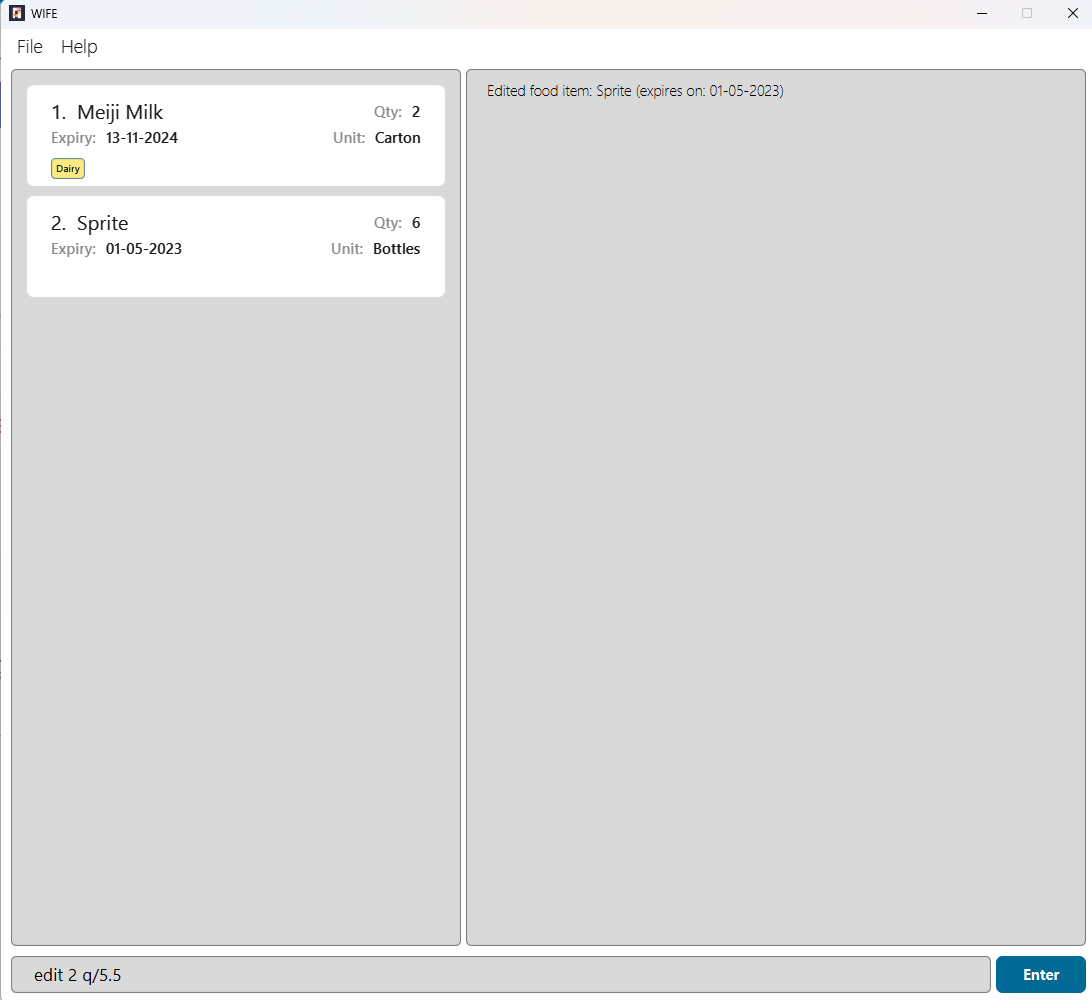 WIFE
File Help
1. Meiji Milk Qty: 2
Expiry: 13-11-2024 Unit: Carton
Dairy
2. Sprite Qty: 6
Expiry: 01-05-2023 Unit: Bottles
Edited food item: Sprite (expires on: 01-05-2023)
edit 2 q/5.5 Enter